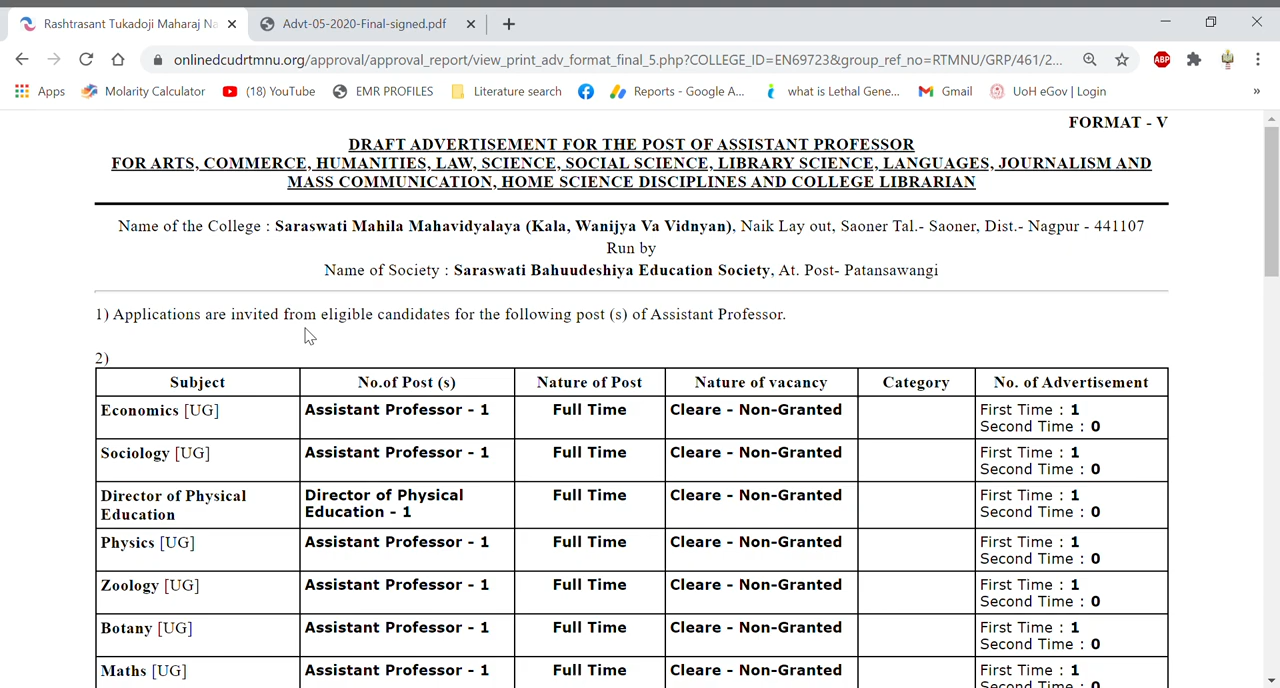 Rashtrasant Tukadoji Maharaj Na
Advt-05-2020-Final-signed.pdf
onlinedcudrtmnu.org/approval/approval_report/view_print_adv_format_final_5.php?COLLEGE_ID=EN69723&group_ref_no=RTMNU/GRP/461/2...
ABP
Apps Molarity Calculator (18) YouTube EMR PROFILES Literature search Reports - Google A... what is Lethal Gene... Gmail UoH eGov | Login »
FORMAT - V
DRAFT ADVERTISEMENT FOR THE POST OF ASSISTANT PROFESSOR
FOR ARTS, COMMERCE, HUMANITIES, LAW, SCIENCE, SOCIAL SCIENCE, LIBRARY SCIENCE, LANGUAGES, JOURNALISM AND
MASS COMMUNICATION, HOME SCIENCE DISCIPLINES AND COLLEGE LIBRARIAN
Name of the College : Saraswati Mahila Mahavidyalaya (Kala, Wanijya Va Vidnyan), Naik Lay out, Saoner Tal.- Saoner, Dist.- Nagpur - 441107
Run by
Name of Society : Saraswati Bahuudeshiya Education Society, At. Post- Patansawangi
1) Applications are invited from eligible candidates for the following post (s) of Assistant Professor.
2)
Subject No.of Post (s) Nature of Post Nature of vacancy Category No. of Advertisement
Economics [UG] Assistant Professor - 1 Full Time Cleare - Non-Granted First Time : 1
Second Time : 0
Sociology [UG] Assistant Professor - 1 Full Time Cleare - Non-Granted First Time : 1
Second Time : 0
Director of Physical Director of Physical Full Time Cleare - Non-Granted First Time : 1
Education Education - 1 Second Time : 0
Physics [UG] Assistant Professor - 1 Full Time Cleare - Non-Granted First Time : 1
Second Time : 0
Zoology [UG] Assistant Professor - 1 Full Time Cleare - Non-Granted First Time : 1
Second Time : 0
Botany [UG] Assistant Professor - 1 Full Time Cleare - Non-Granted First Time : 1
Second Time : 0
Maths [UG] Assistant Professor - 1 Full Time Cleare - Non-Granted First Time : 1
Second Time : 0